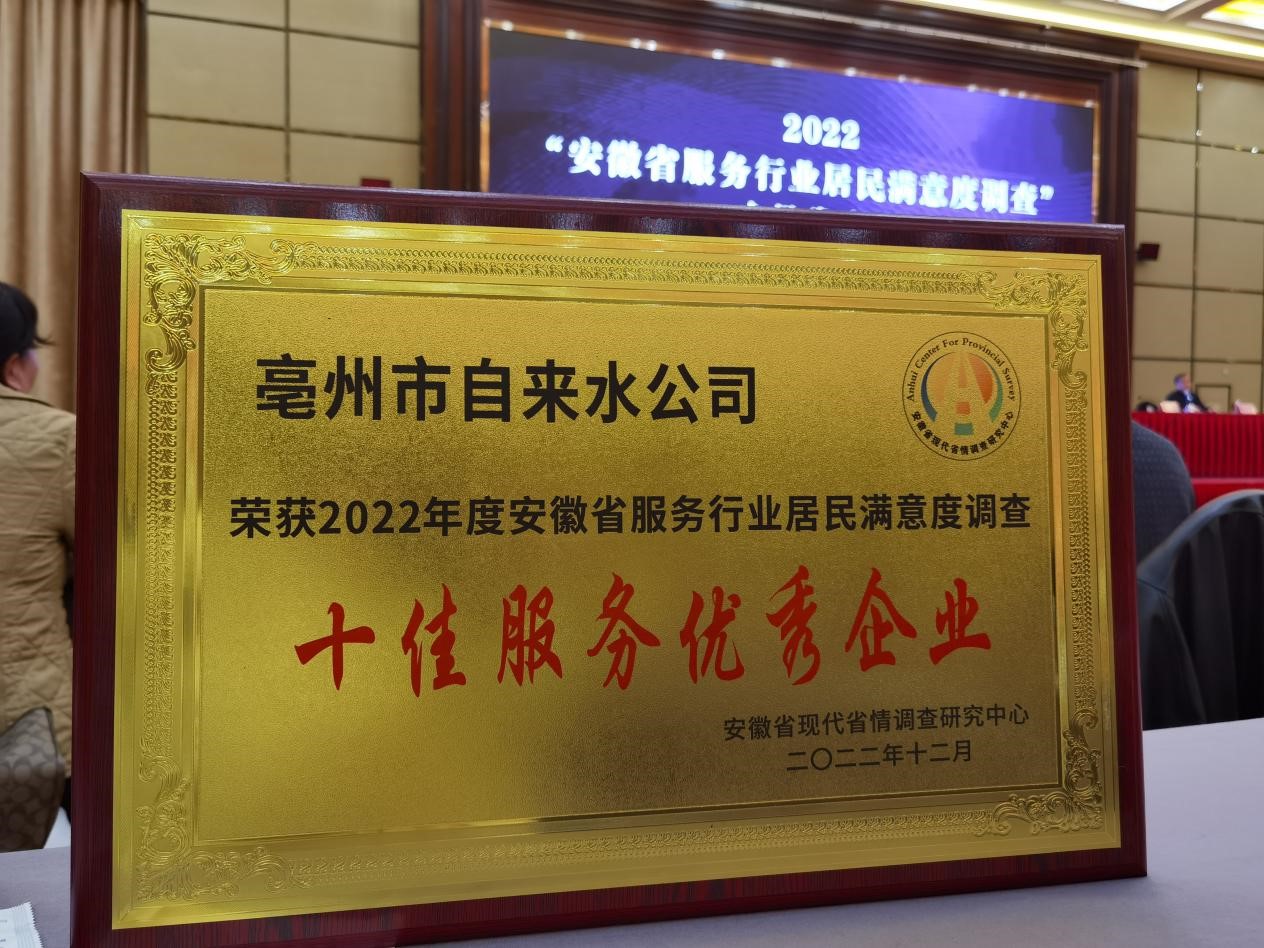 2022
“安徽省服务行业居民满意度调查”
亳州市自来水公司
Anhui Center For Provincial Survey
安徽省现代省情调查研究中心
荣获2022年度安徽省服务行业居民满意度调查
十佳服务优秀企业
安徽省现代省情调查研究中心
二〇二二年十二月